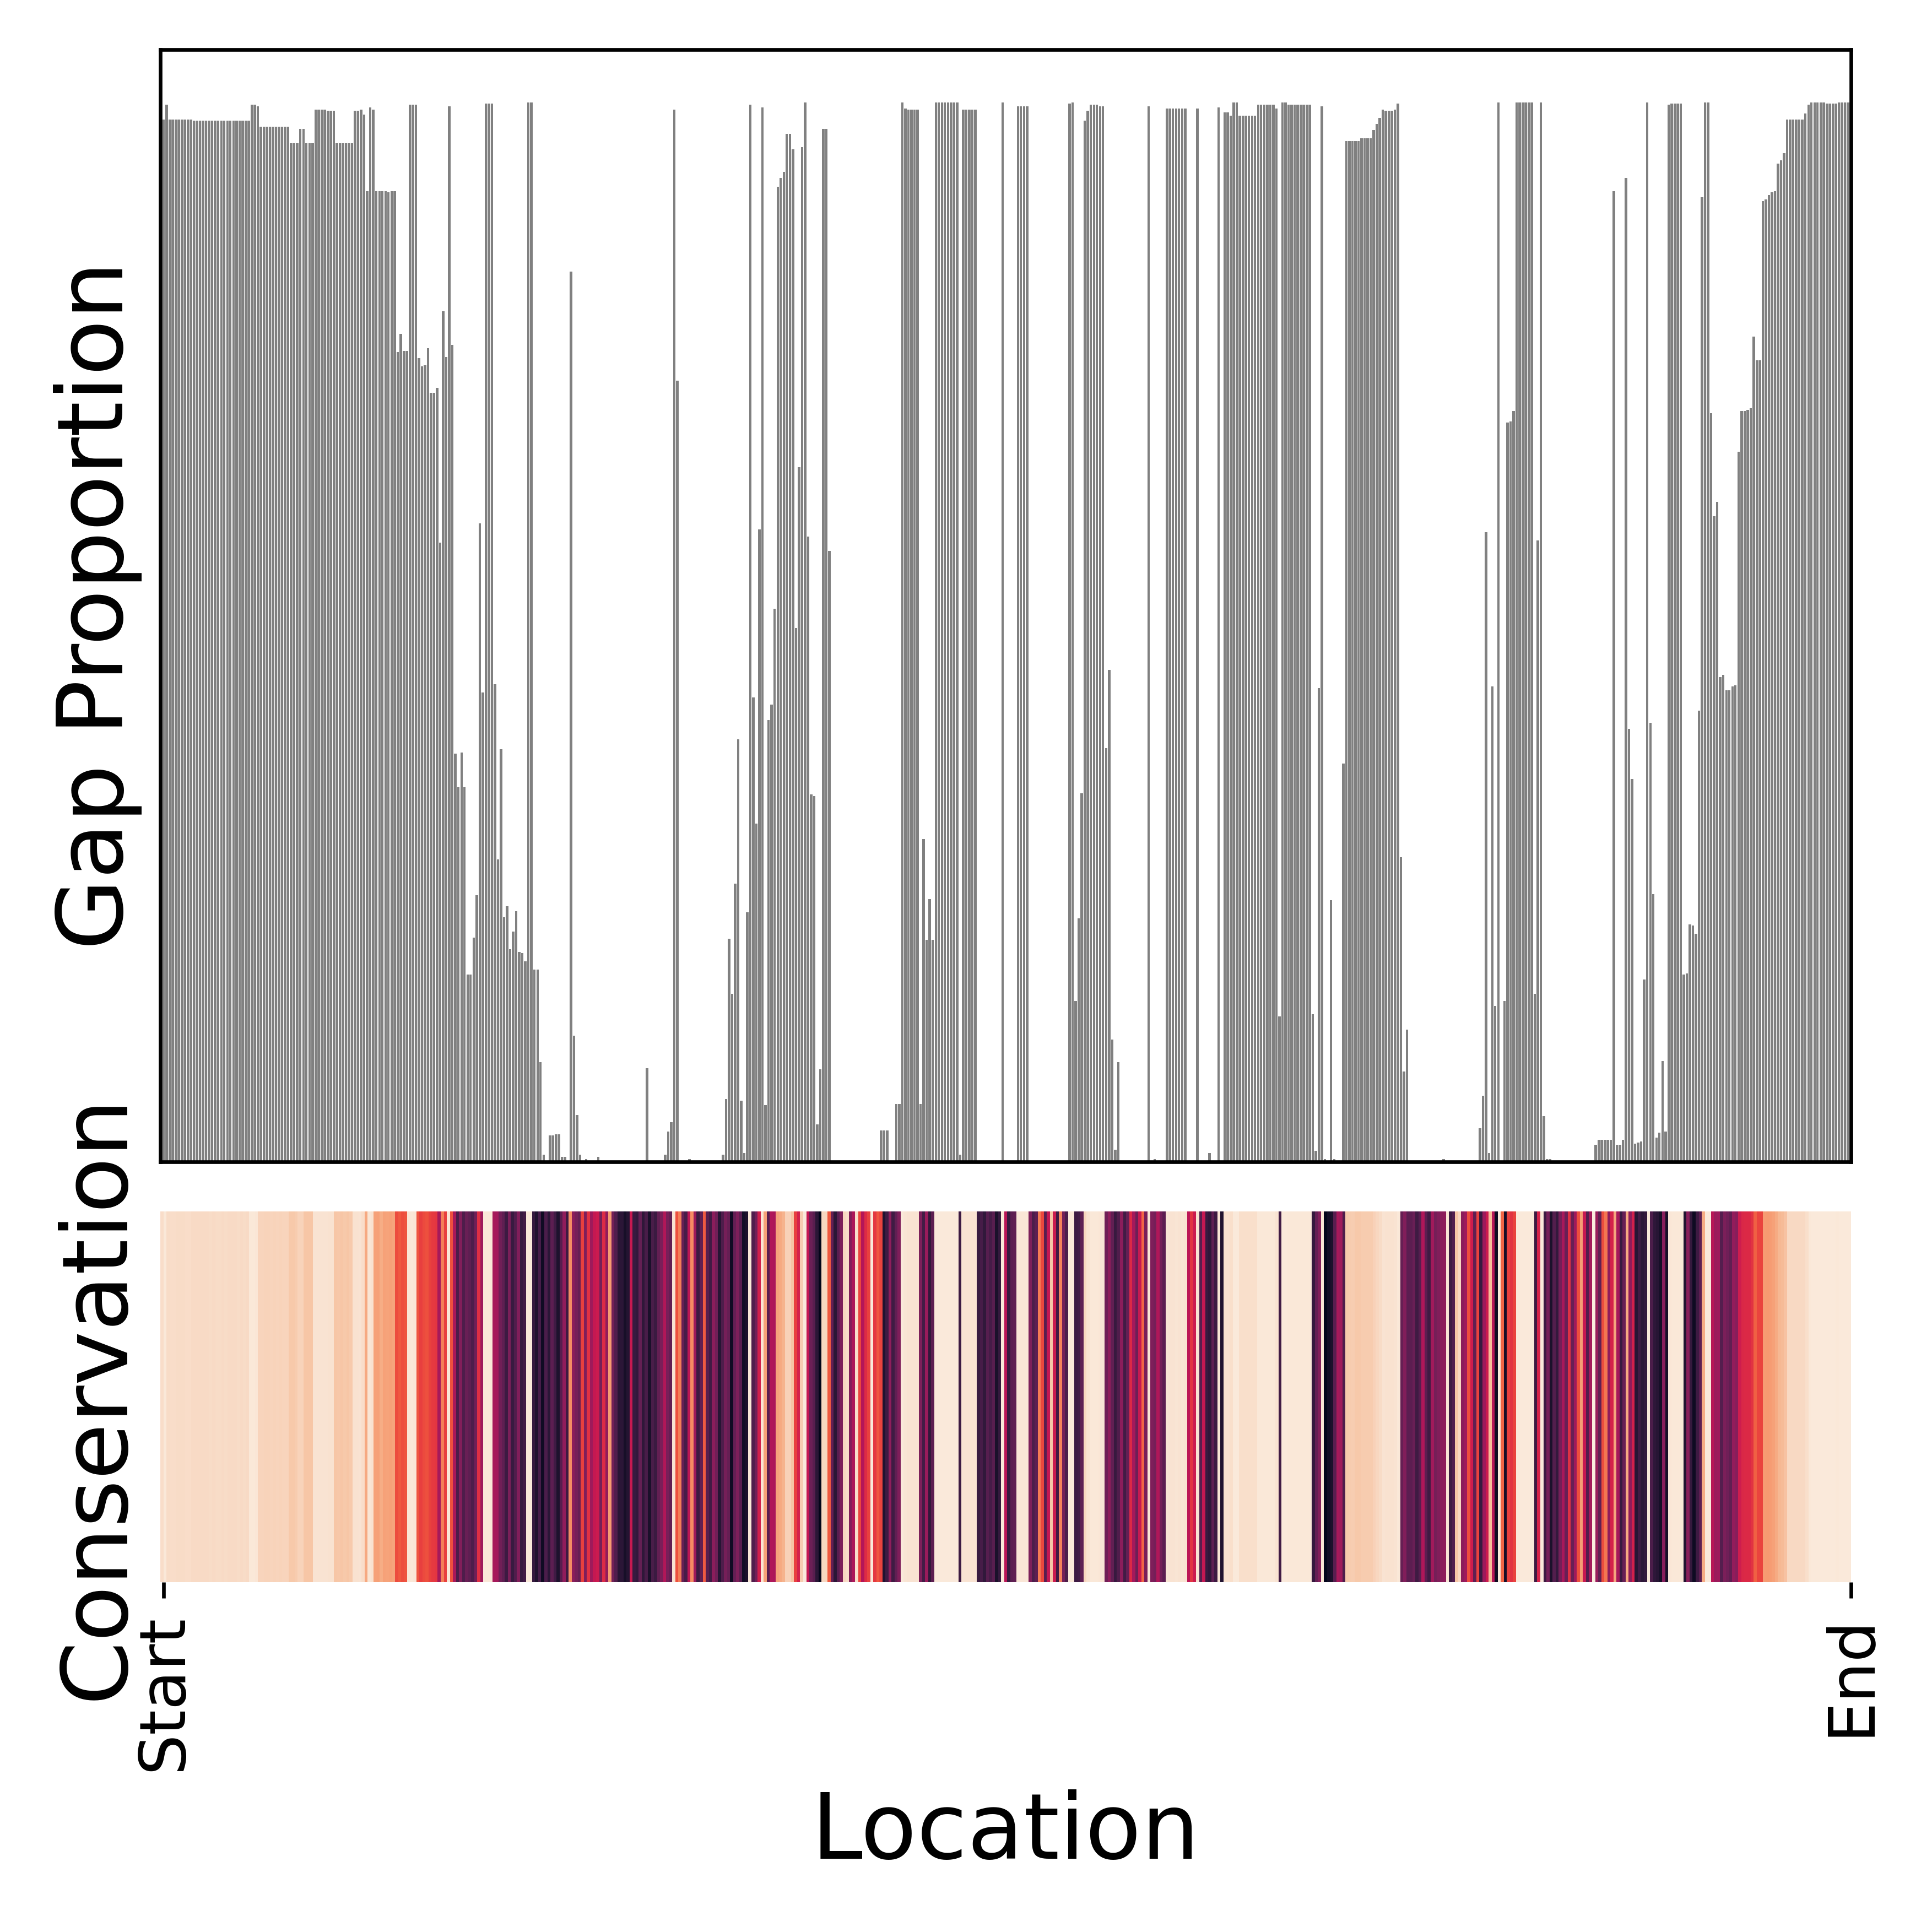 Gap Proportion
Conservation
Start
End
Location